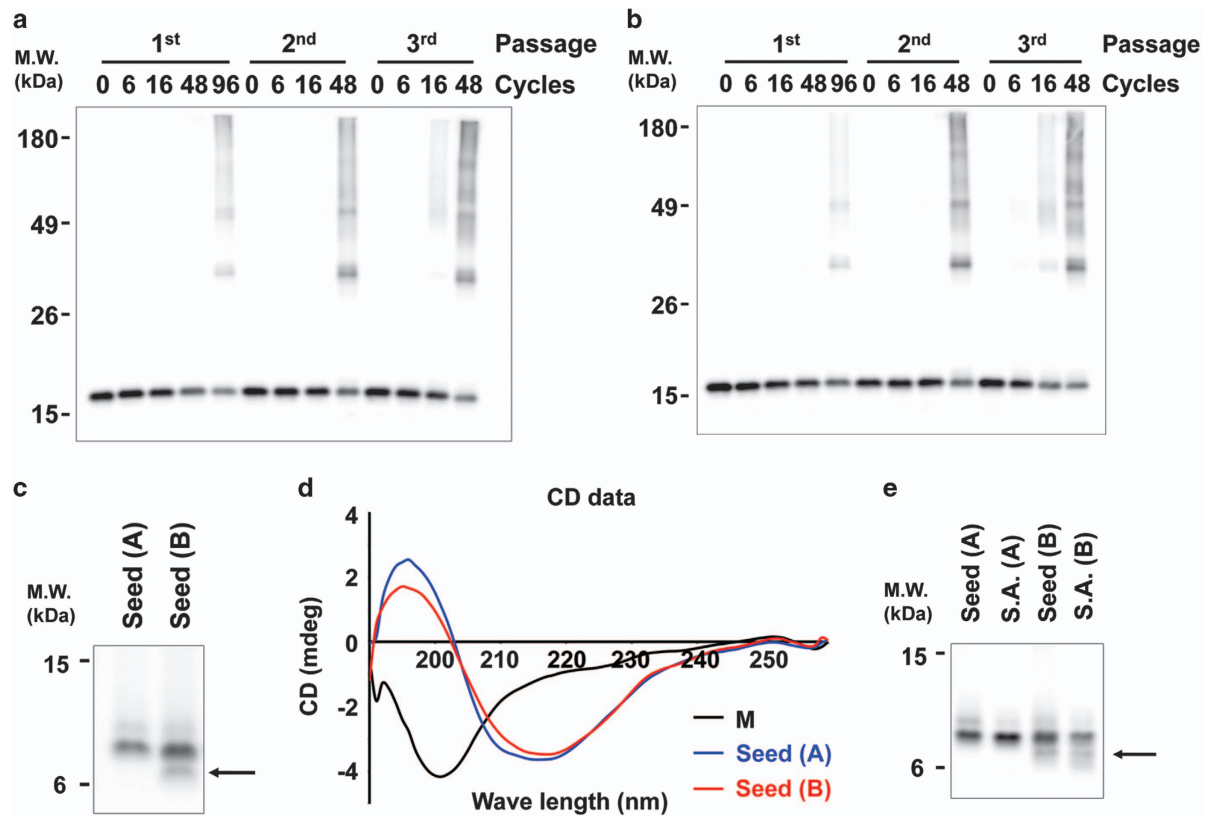 a
1st 2nd 3rd Passage
M.W.
(kDa)
0 6 16 48 96 0 6 16 48 0 6 16 48 Cycles
180-
49-
26-
15-
b
1st 2nd 3rd Passage
M.W.
(kDa)
0 6 16 48 96 0 6 16 48 0 6 16 48 Cycles
180-
49-
26-
15-
c
Seed (A)
Seed (B)
M.W.
(kDa)
15 -
6 -
d
CD data
4
2
0
-2
-4
CD (mdeg)
200 210 220 230 240 250
M
Seed (A)
Seed (B)
Wave length (nm)
e
Seed (A)
S.A. (A)
Seed (B)
S.A. (B)
M.W.
(kDa)
15 -
6 -